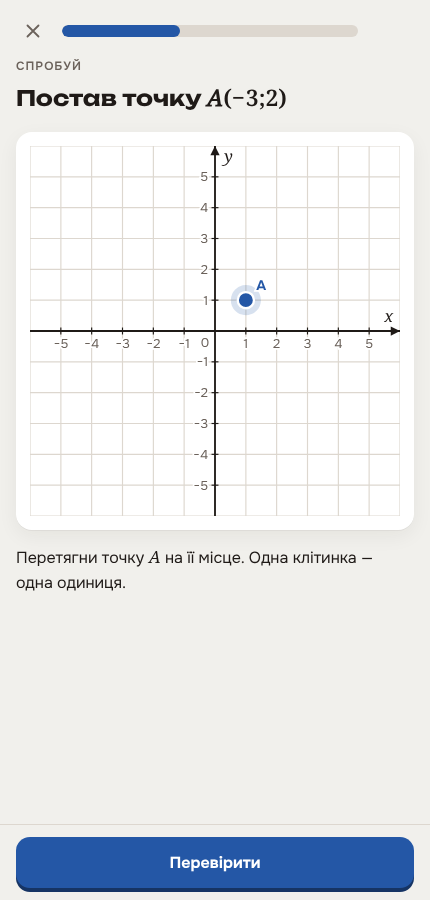 СПРОБУЙ
Постав точку A(−3;2)
y
5
4
3
2
A
1
x
-5 -4 -3 -2 -1 0 1 2 3 4 5
-1
-2
-3
-4
-5
Перетягни точку A на її місце. Одна клітинка —
одна одиниця.
Перевірити